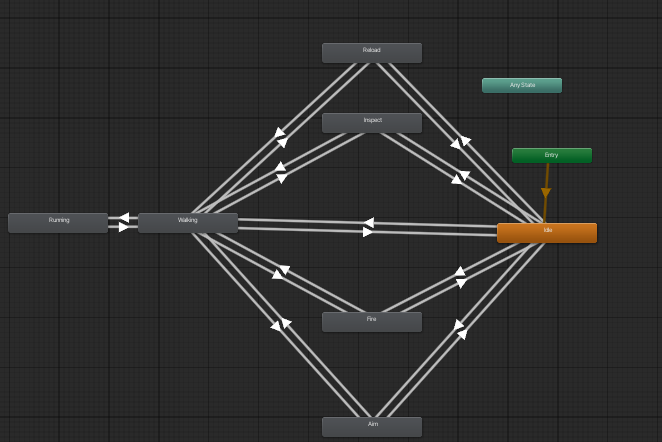 Reload
Any State
Inspect
Entry
Running
Walking
Idle
Fire
Aim